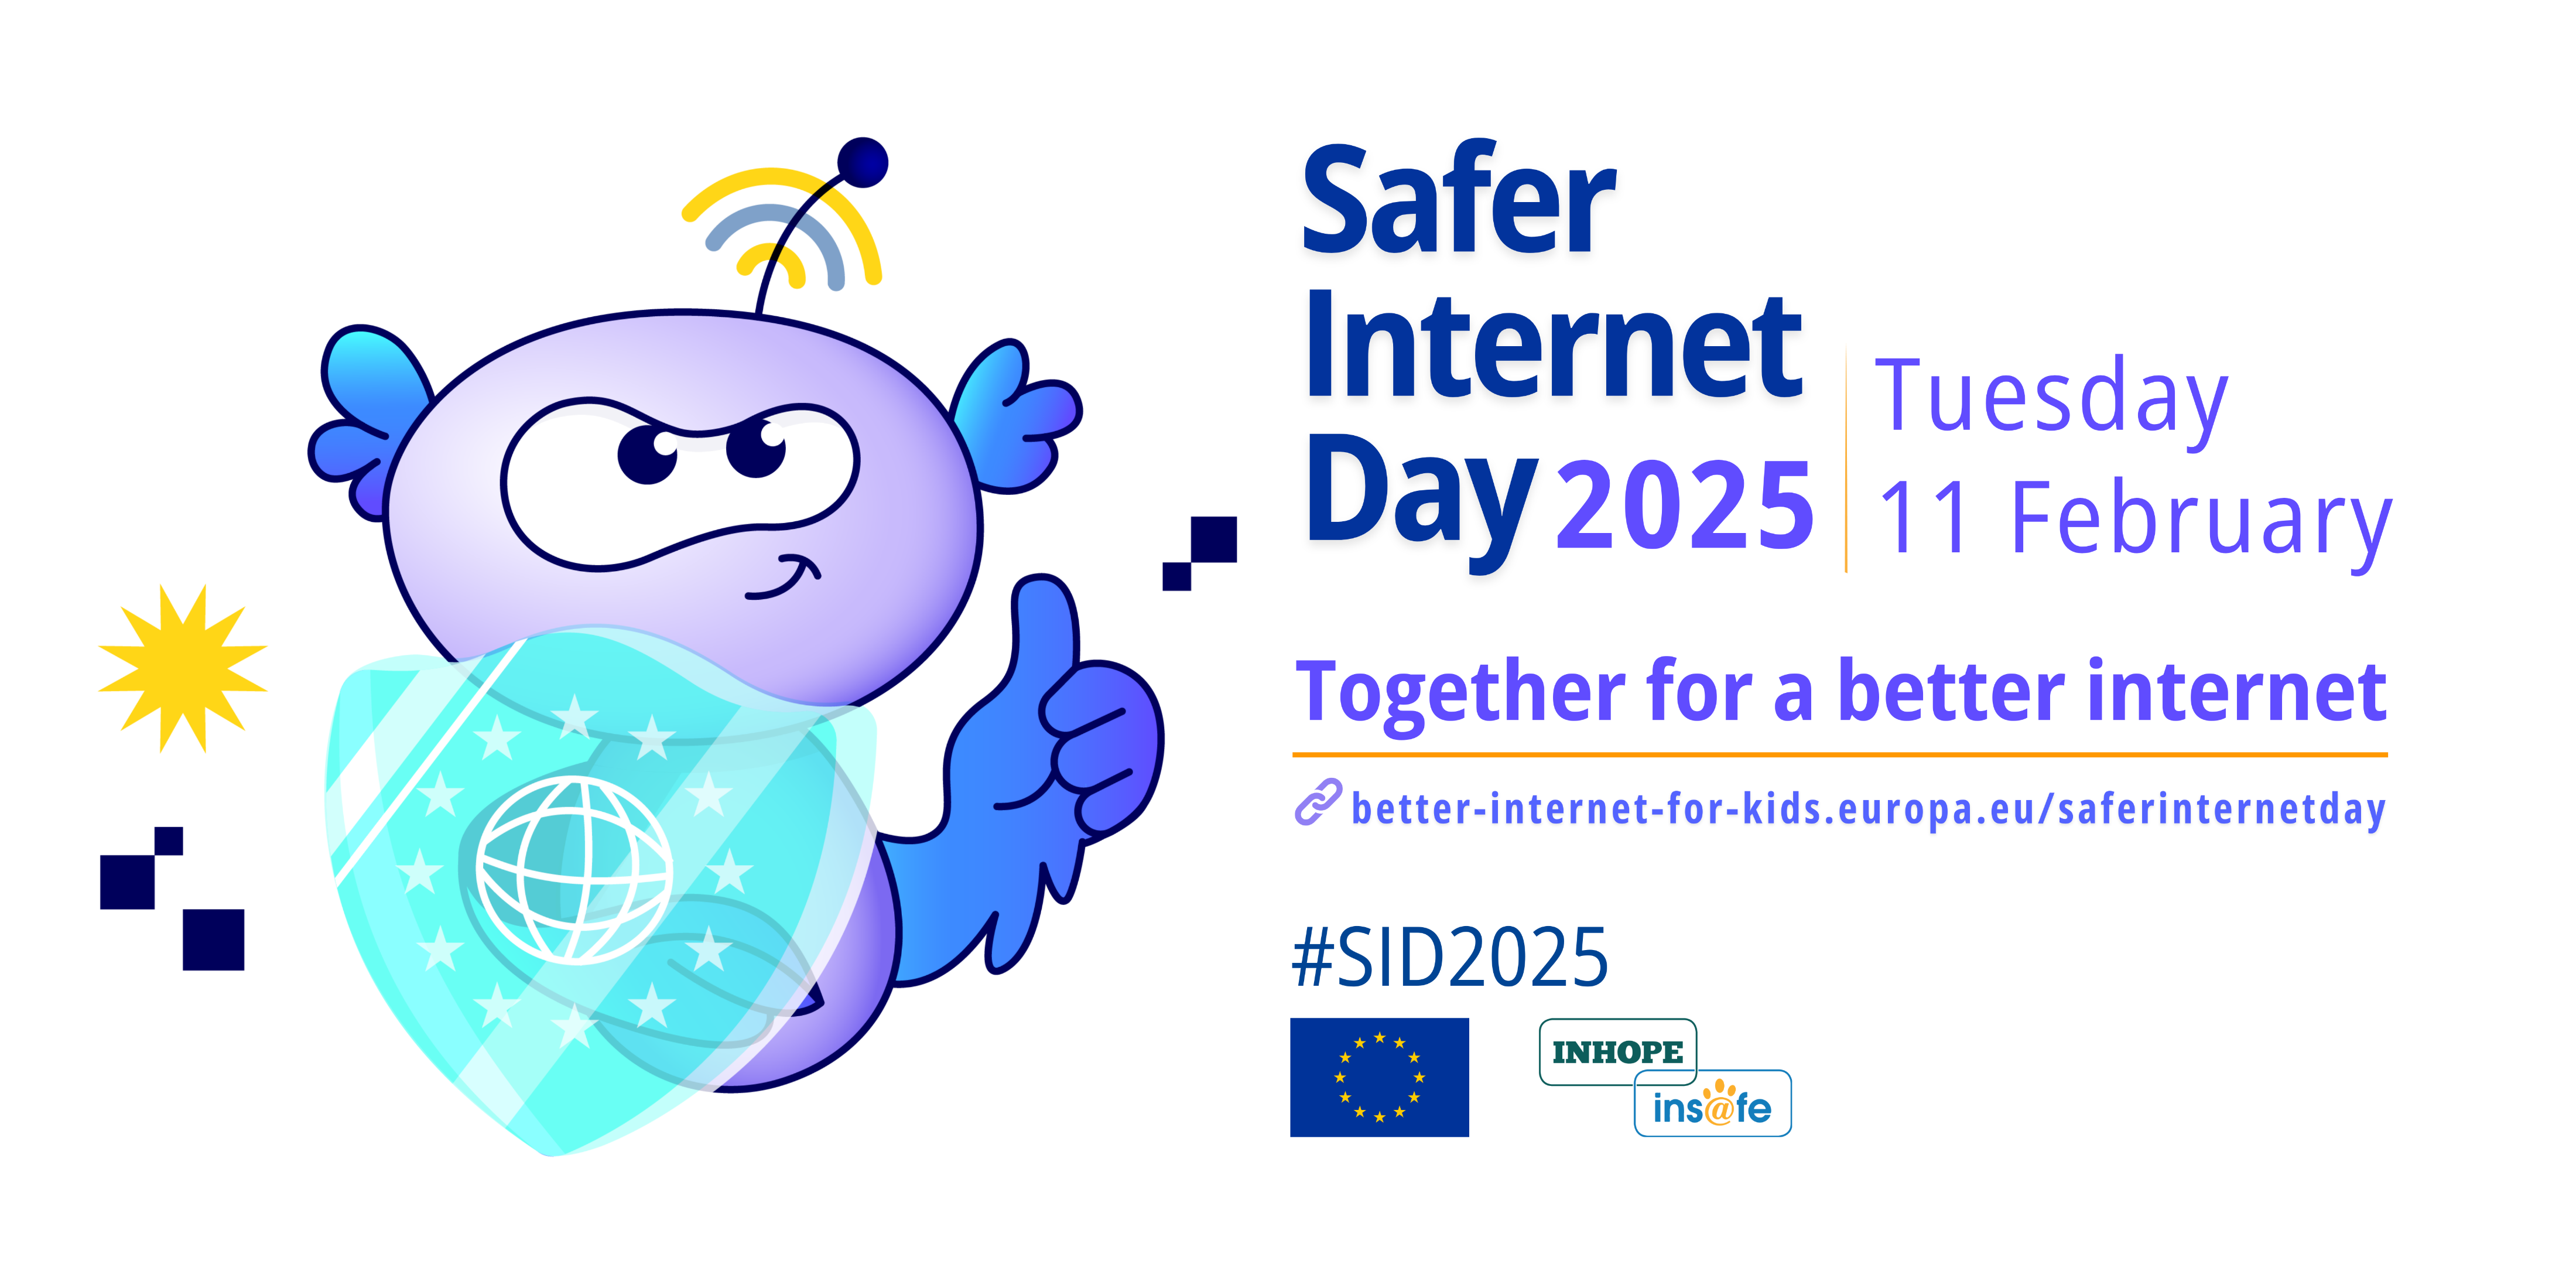 Safer
Internet
Day 2025
Tuesday
11 February
Together for a better internet
better-internet-for-kids.europa.eu/saferinternetday
#SID2025
INHOPE
ins@fe